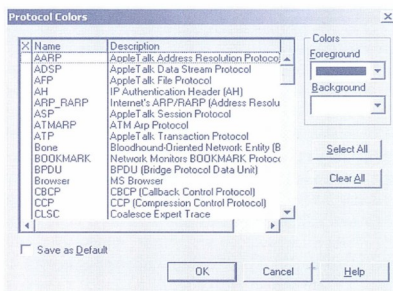 Protocol Colors
X Name Description
AARP AppleTalk Address Resolution Protoco
ADSP AppleTalk Data Stream Protocol
AFP AppleTalk File Protocol
AH IP Authentication Header (AH)
ARP_RARP Internet's ARP/RARP (Address Resolu
ASP AppleTalk Session Protocol
ATMARP ATM Arp Protocol
ATP AppleTalk Transaction Protocol
Bone Bloodhound-Oriented Network Entity (B
BOOKMARK Network Monitors BOOKMARK Protoco
BPDU BPDU (Bridge Protocol Data Unit)
Browser MS Browser
CBCP CBCP (Callback Control Protocol)
CCP CCP (Compression Control Protocol)
CLSC Coalesce Expert Trace
Save as Default
Colors
Foreground
Background
Select All
Clear All
OK Cancel Help